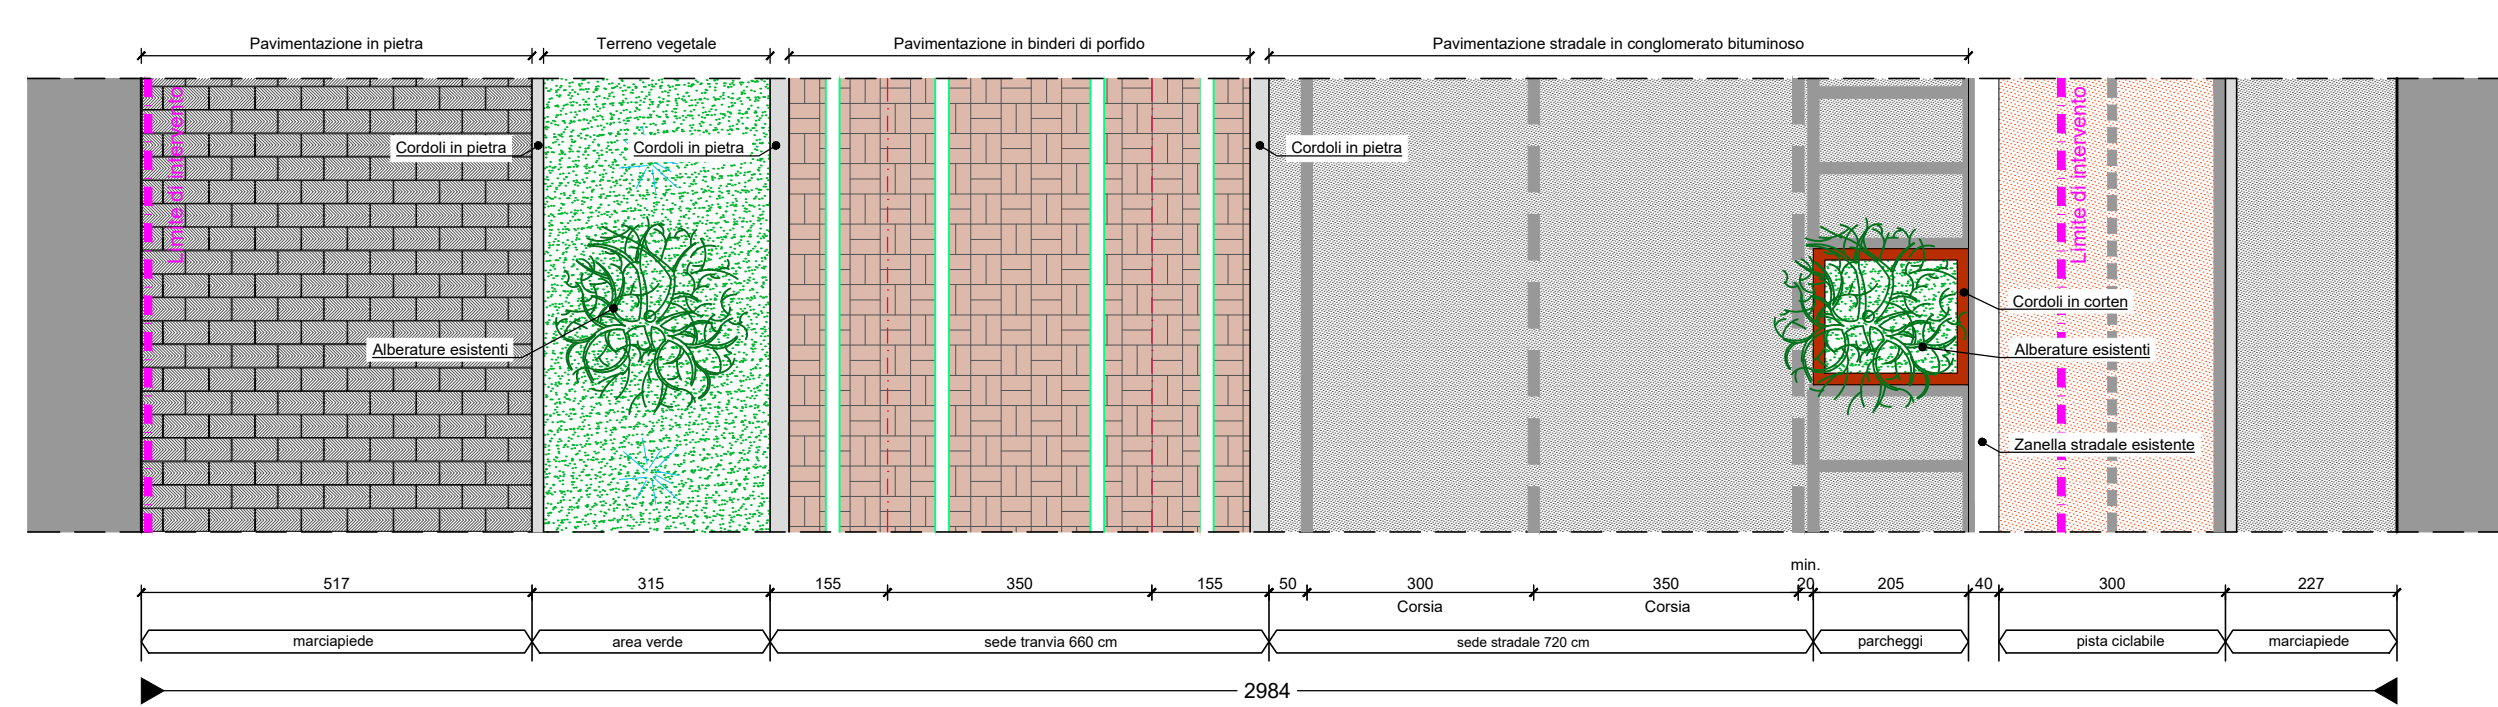 Pavimentazione in pietra
Terreno vegetale
Pavimentazione in binderi di porfido
Pavimentazione stradale in conglomerato bituminoso
Limite di intervento
Limite di intervento
Cordoli in pietra
Cordoli in pietra
Cordoli in pietra
Cordoli in corten
Alberature esistenti
Alberature esistenti
Zanella stradale esistente
min.
517
315
155
350
155
50
300
350
20
205
40
300
227
Corsia
Corsia
marciapiede
area verde
sede tranvia 660 cm
sede stradale 720 cm
parcheggi
pista ciclabile
marciapiede
2984